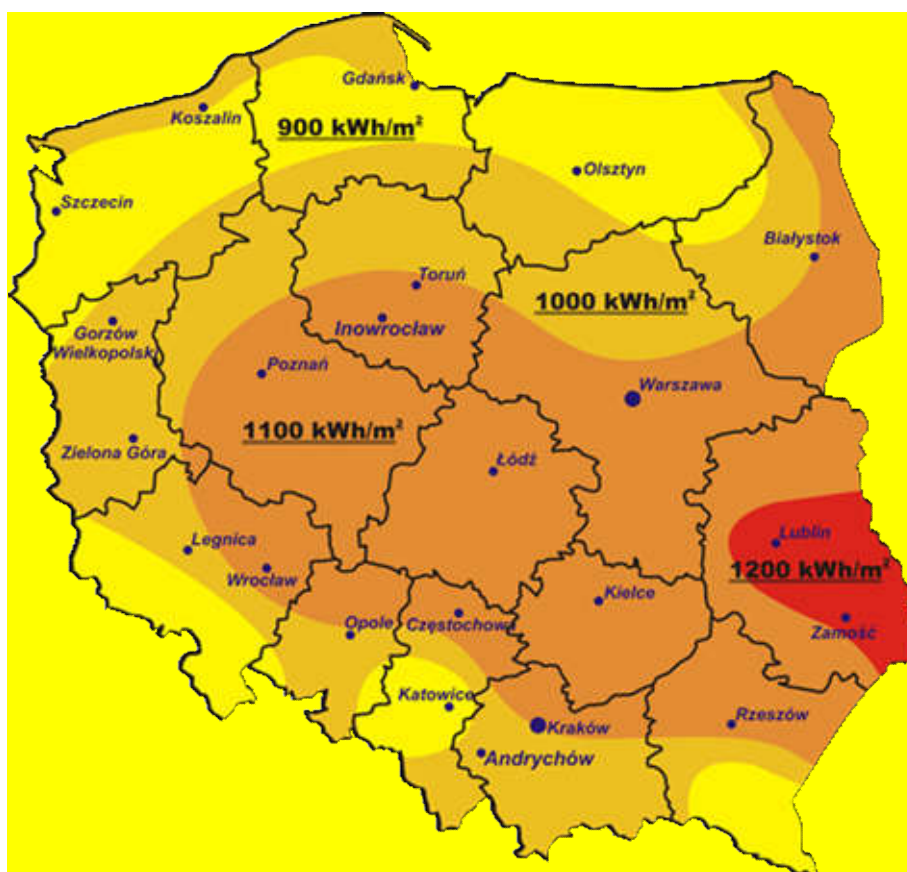 Gdańsk
Koszalin
900 kWh/m²
Olsztyn
Szczecin
Białystok
Toruń
1000 kWh/m²
Inowrocław
Gorzów
Wielkopolski
Poznań
Warszawa
1100 kWh/m²
Zielona Góra
Łódź
Lublin
Legnica
1200 kWh/m²
Wrocław
Kielce
Opole
Częstochowa
Zamość
Katowice
Rzeszów
Kraków
Andrychów